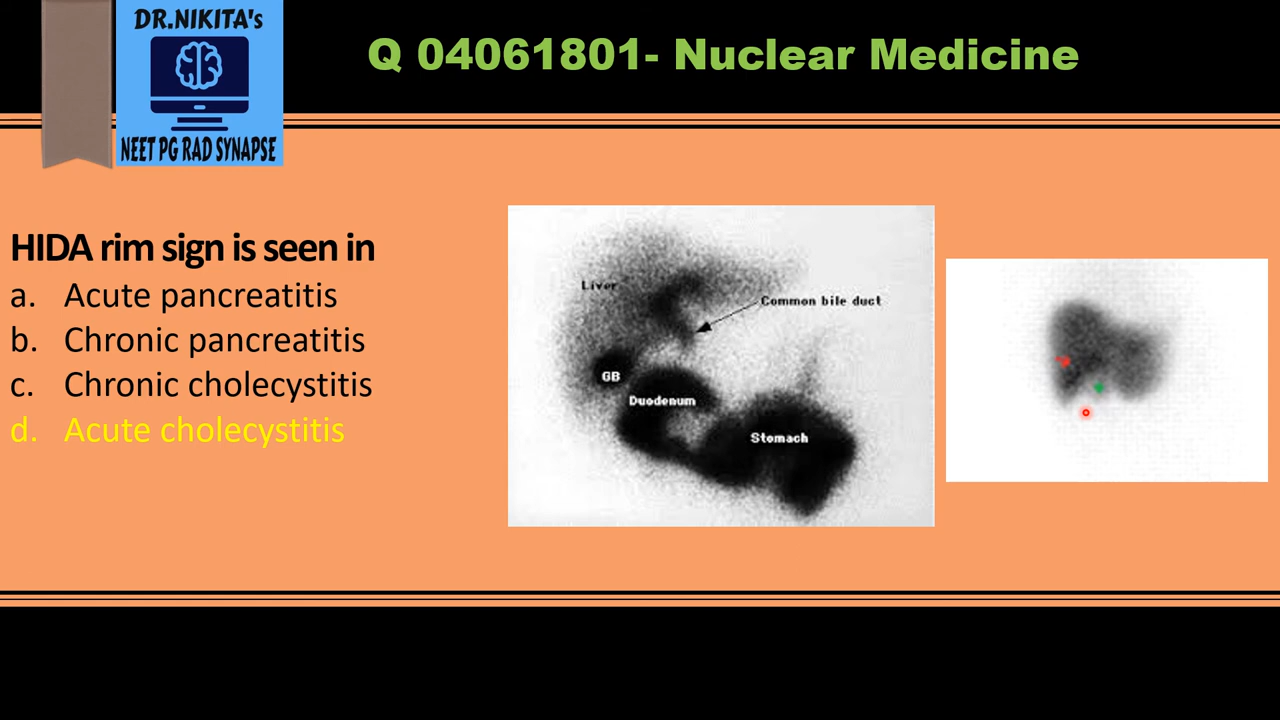 DR.NIKITA's
NEET PG RAD SYNAPSE
Q 04061801- Nuclear Medicine
HIDA rim sign is seen in
a. Acute pancreatitis
b. Chronic pancreatitis
c. Chronic cholecystitis
d. Acute cholecystitis
Liver
Common bile duct
GB
Duodenum
Stomach